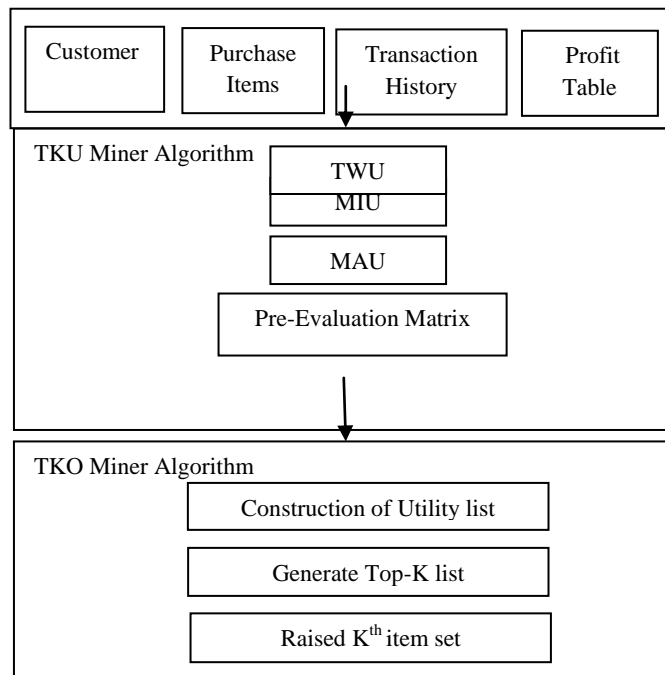 Customer
Purchase
Items
Transaction
History
Profit
Table
TKU Miner Algorithm
TWU
MIU
MAU
Pre-Evaluation Matrix
TKO Miner Algorithm
Construction of Utility list
Generate Top-K list
Raised Kth item set